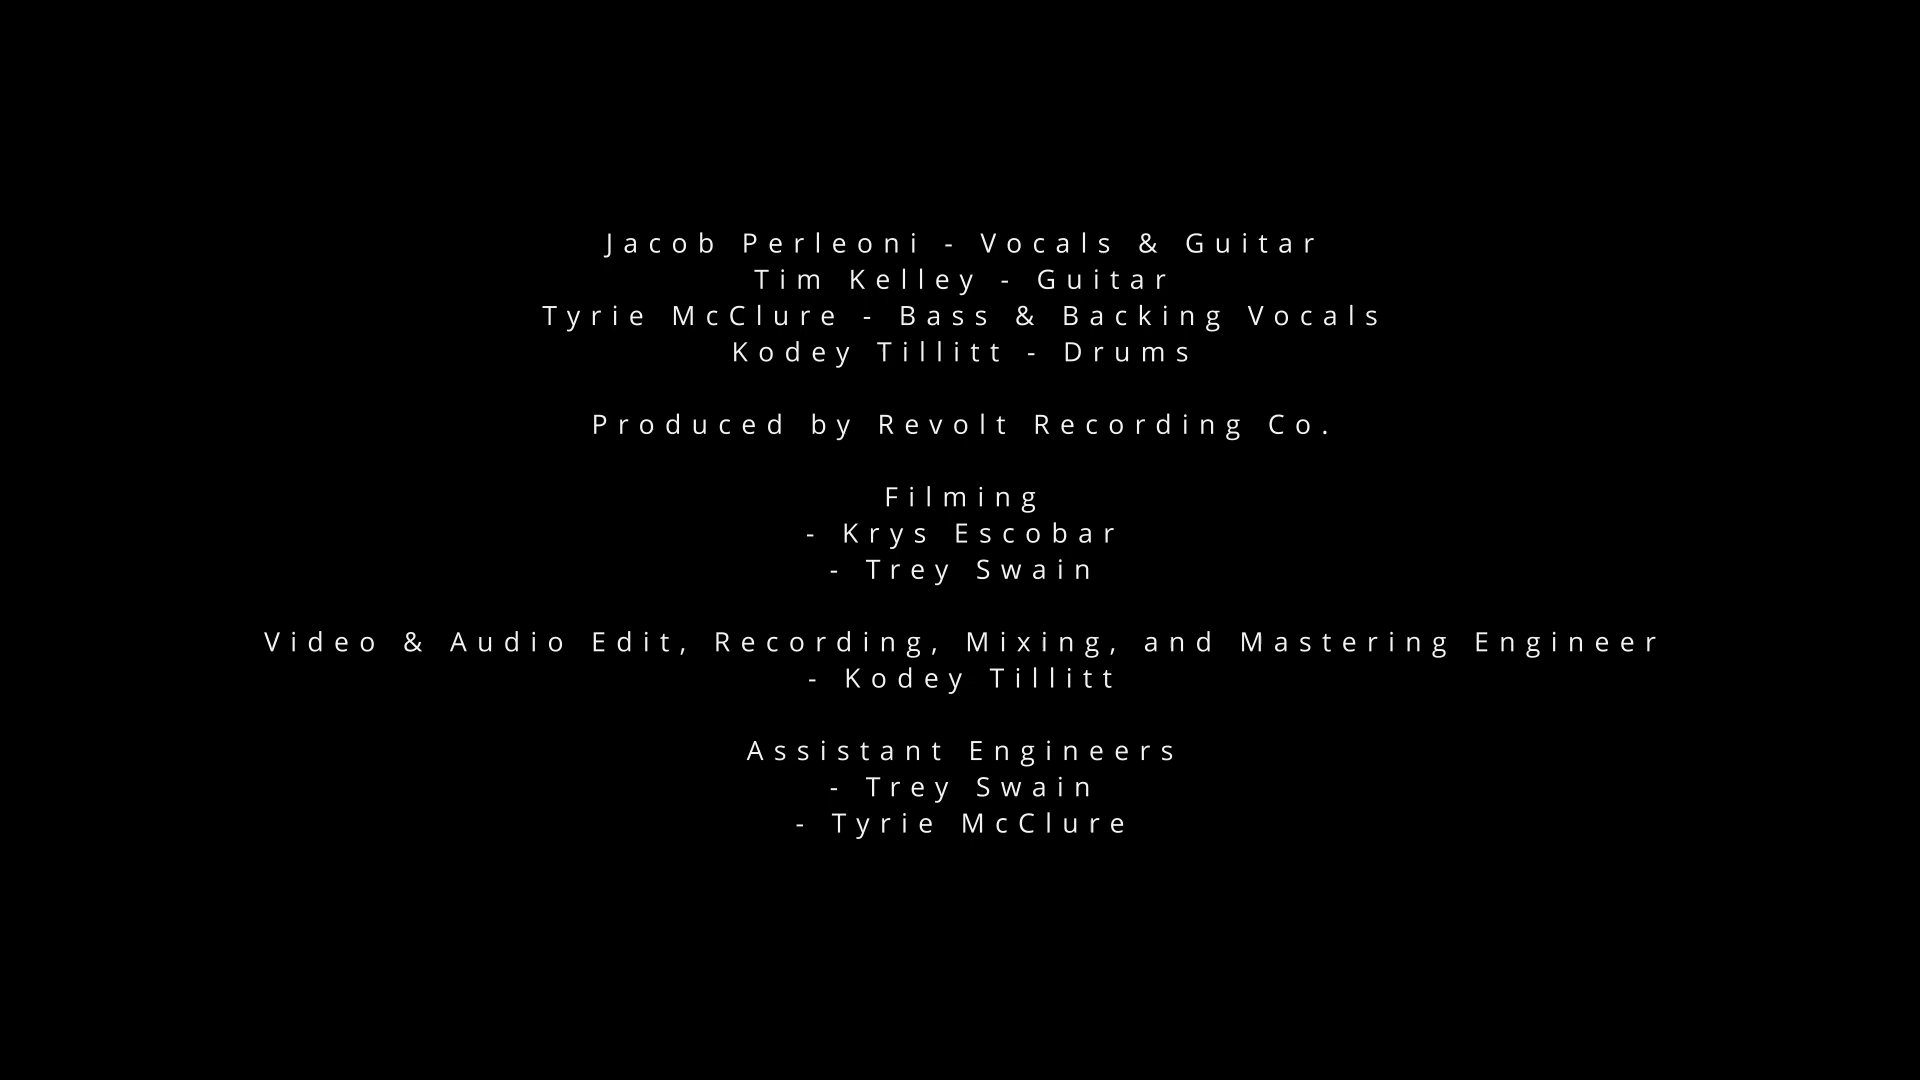 Jacob Perleoni - Vocals & Guitar
Tim Kelley - Guitar
Tyrie McClure - Bass & Backing Vocals
Kodey Tillitt - Drums
Produced by Revolt Recording Co.
Filming
- Krys Escobar
- Trey Swain
Video & Audio Edit, Recording, Mixing, and Mastering Engineer
- Kodey Tillitt
Assistant Engineers
- Trey Swain
- Tyrie McClure